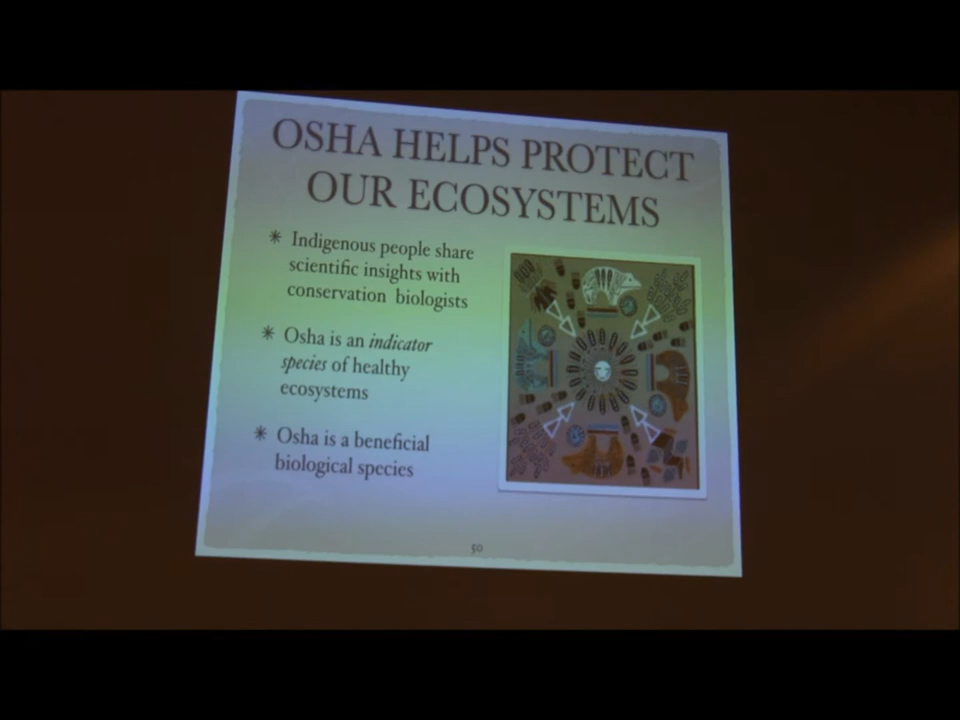 OSHA HELPS PROTECT
OUR ECOSYSTEMS
✳ Indigenous people share
scientific insights with
conservation biologists
✳ Osha is an indicator
species of healthy
ecosystems
✳ Osha is a beneficial
biological species
50